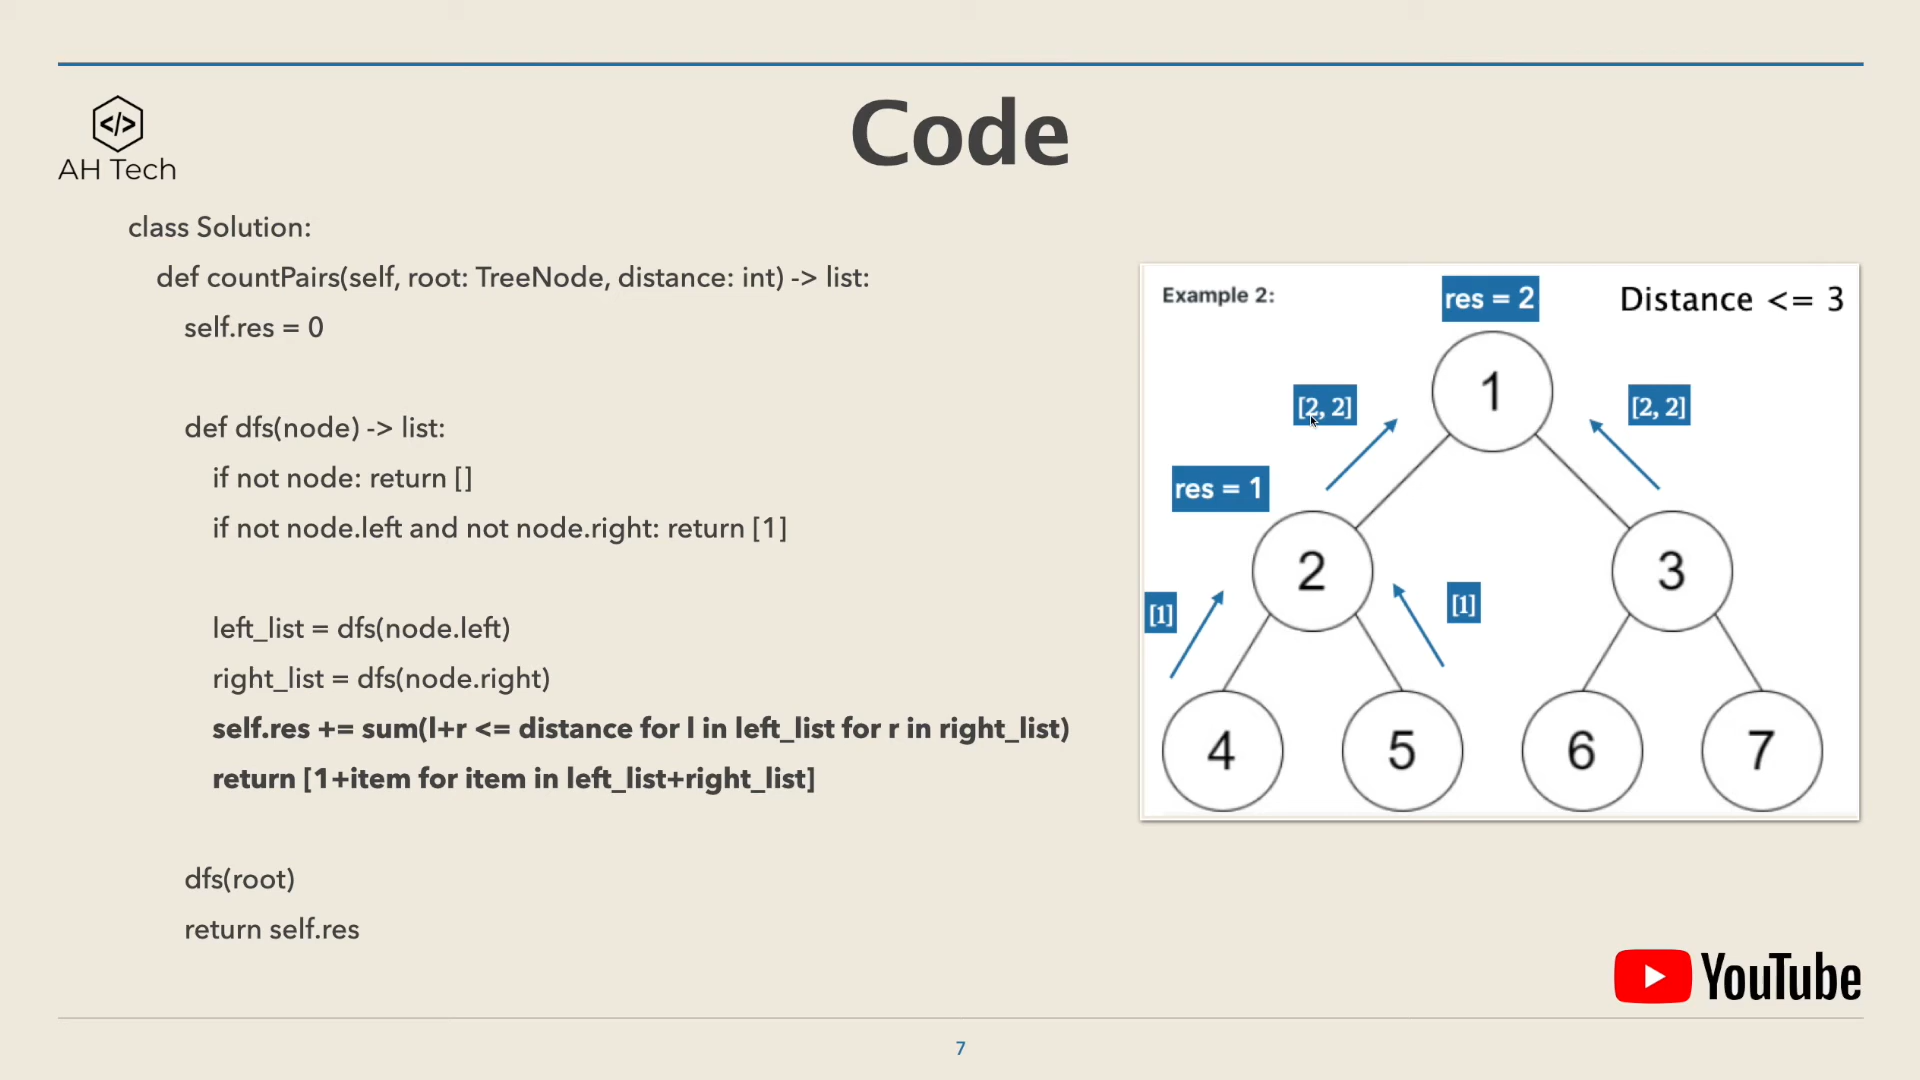 </>
AH Tech
Code
class Solution:
def countPairs(self, root: TreeNode, distance: int) -> list:
self.res = 0
def dfs(node) -> list:
if not node: return []
if not node.left and not node.right: return [1]
left_list = dfs(node.left)
right_list = dfs(node.right)
self.res += sum(l+r <= distance for l in left_list for r in right_list)
return [1+item for item in left_list+right_list]
dfs(root)
return self.res
Example 2:
res = 2
Distance <= 3
1
[2, 2]
[2, 2]
res = 1
2
3
[1]
[1]
4
5
6
7
YouTube
7